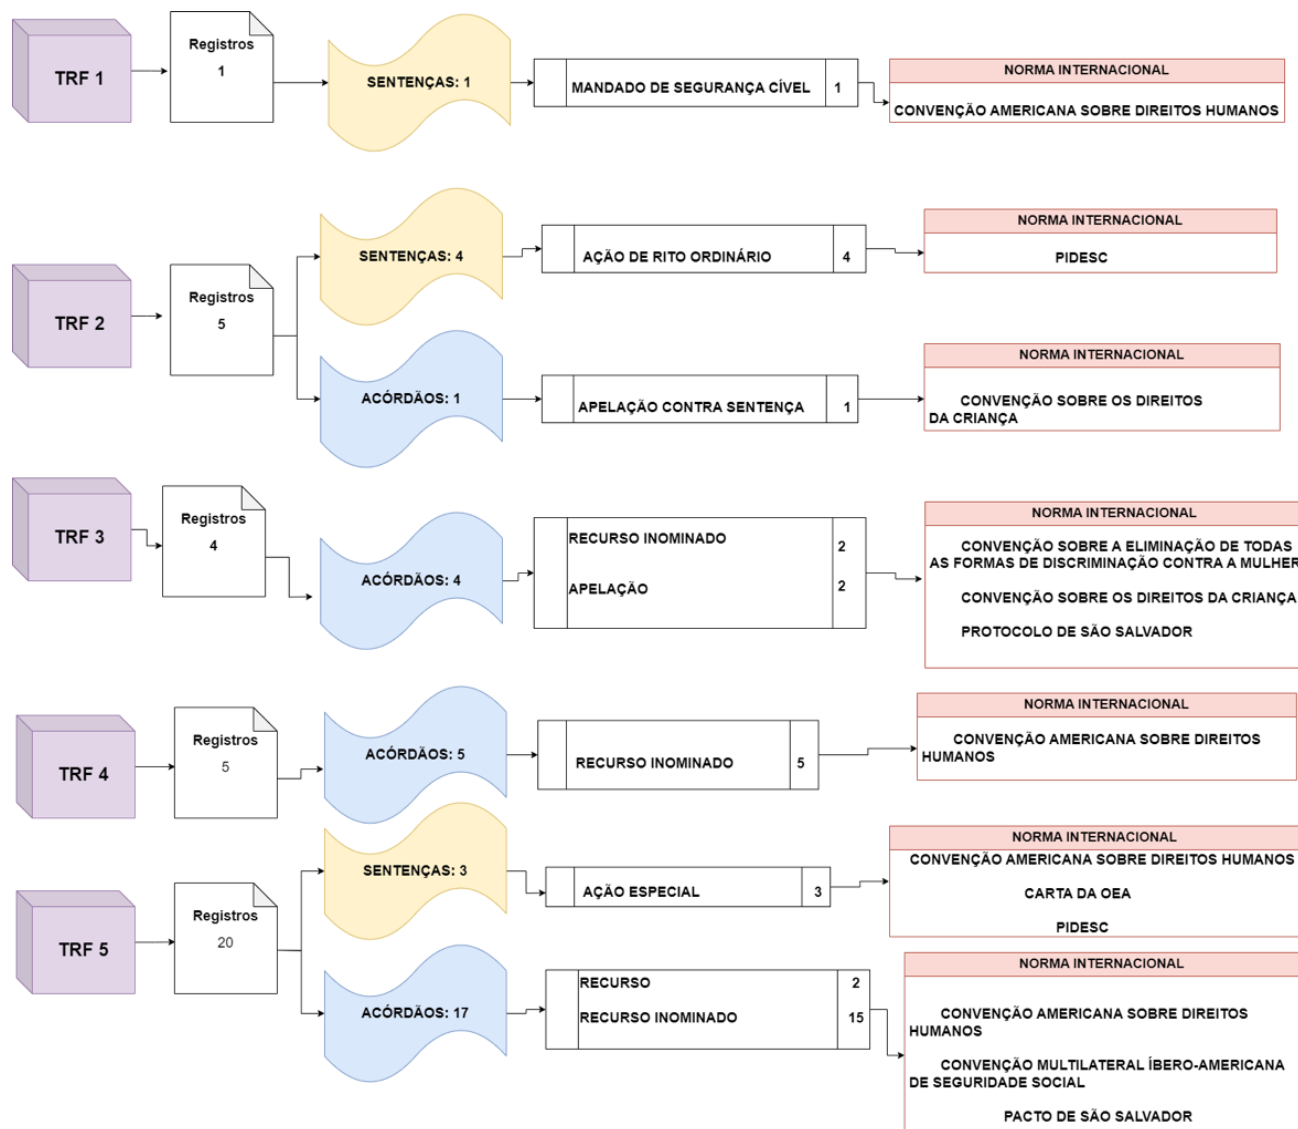 TRF 1
Registros
1
SENTENÇAS: 1
MANDADO DE SEGURANÇA CÍVEL 1
NORMA INTERNACIONAL
CONVENÇÃO AMERICANA SOBRE DIREITOS HUMANOS
TRF 2
Registros
5
SENTENÇAS: 4
AÇÃO DE RITO ORDINÁRIO 4
NORMA INTERNACIONAL
PIDESC
ACÓRDÃOS: 1
APELAÇÃO CONTRA SENTENÇA 1
NORMA INTERNACIONAL
CONVENÇÃO SOBRE OS DIREITOS
DA CRIANÇA
TRF 3
Registros
4
ACÓRDÃOS: 4
RECURSO INOMINADO 2
APELAÇÃO 2
NORMA INTERNACIONAL
CONVENÇÃO SOBRE A ELIMINAÇÃO DE TODAS
AS FORMAS DE DISCRIMINAÇÃO CONTRA A MULHER
CONVENÇÃO SOBRE OS DIREITOS DA CRIANÇA
PROTOCOLO DE SÃO SALVADOR
TRF 4
Registros
5
ACÓRDÃOS: 5
RECURSO INOMINADO 5
NORMA INTERNACIONAL
CONVENÇÃO AMERICANA SOBRE DIREITOS
HUMANOS
TRF 5
Registros
20
SENTENÇAS: 3
AÇÃO ESPECIAL 3
NORMA INTERNACIONAL
CONVENÇÃO AMERICANA SOBRE DIREITOS HUMANOS
CARTA DA OEA
PIDESC
ACÓRDÃOS: 17
RECURSO 2
RECURSO INOMINADO 15
NORMA INTERNACIONAL
CONVENÇÃO AMERICANA SOBRE DIREITOS
HUMANOS
CONVENÇÃO MULTILATERAL ÍBERO-AMERICANA
DE SEGURIDADE SOCIAL
PACTO DE SÃO SALVADOR